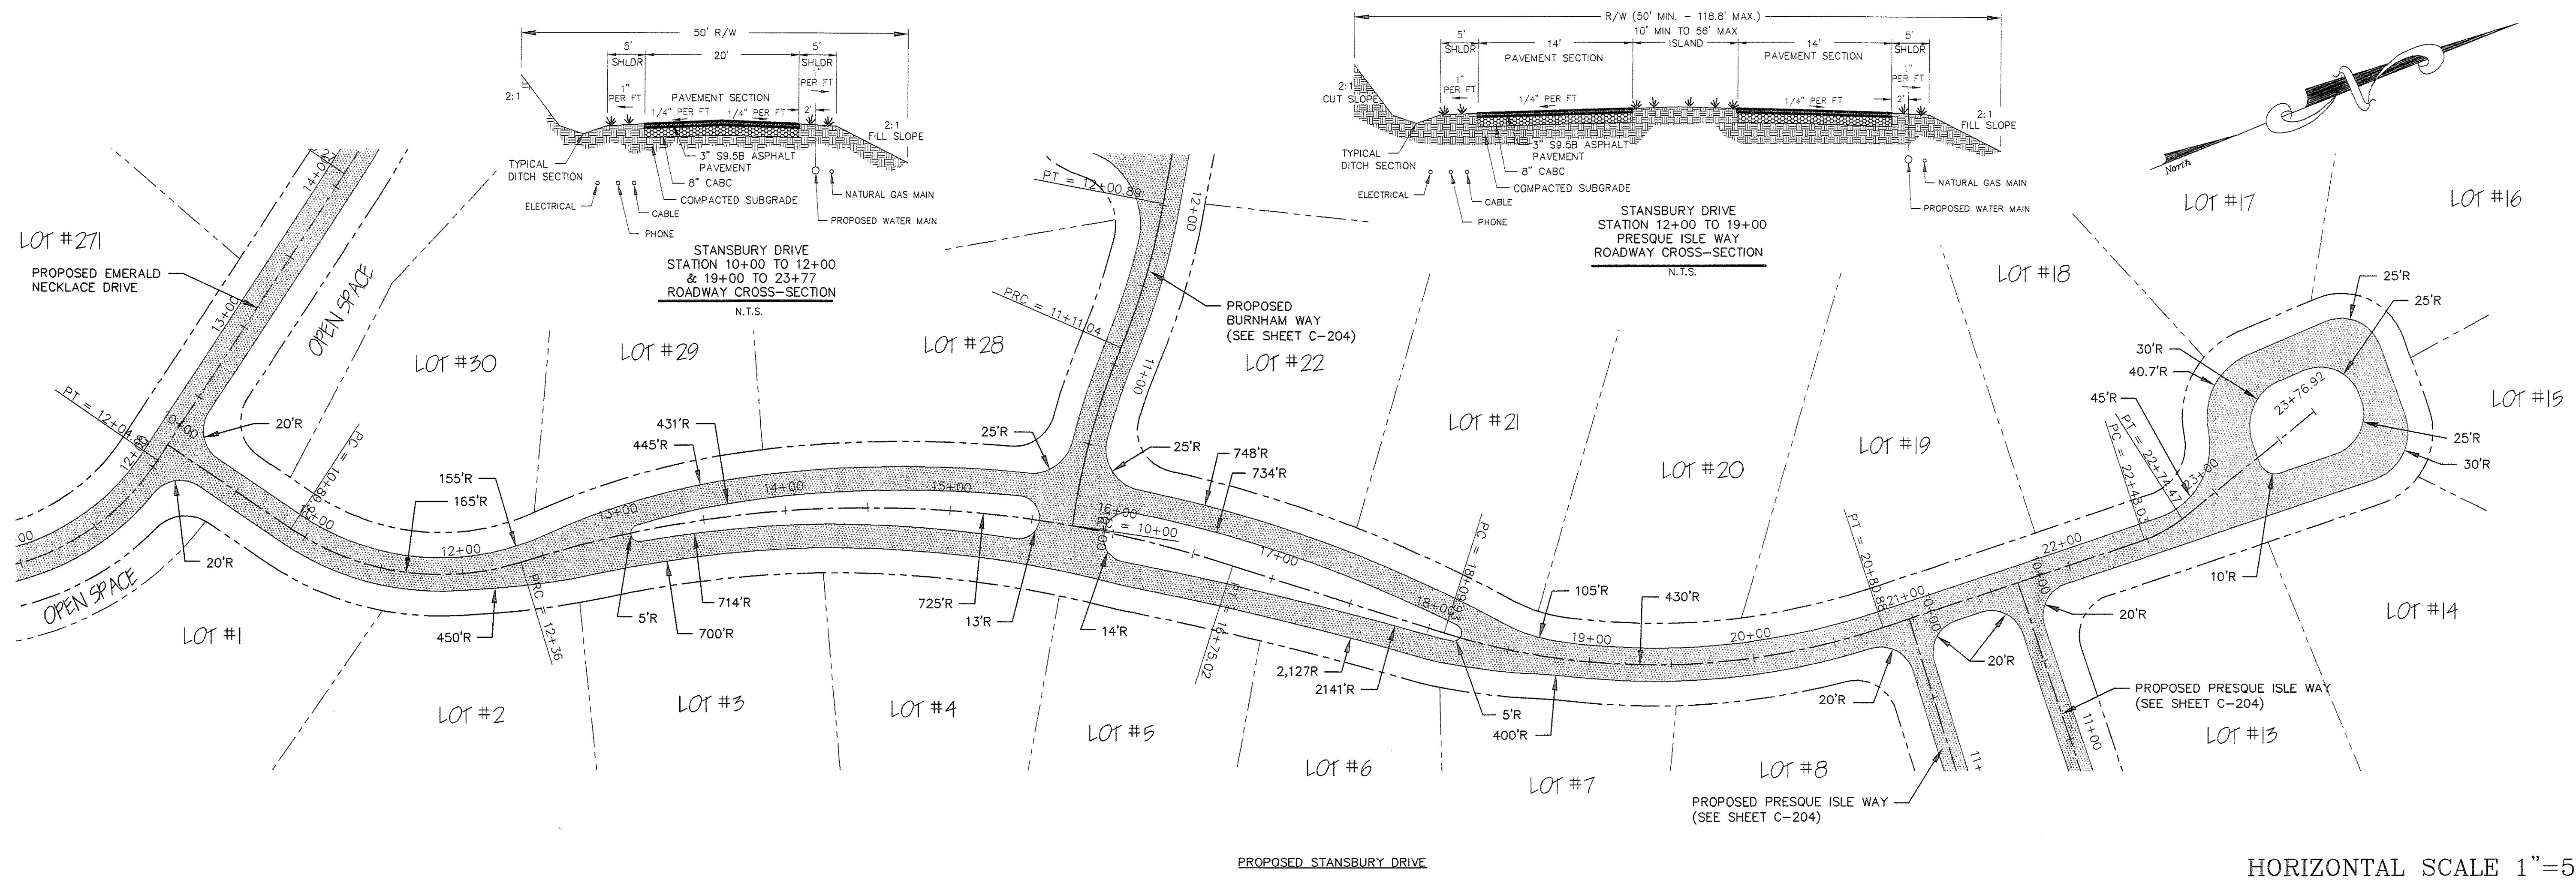 50' R/W
5'
SHLDR
20'
5'
SHLDR
1"
PER FT
1"
PER FT
2:1
PAVEMENT SECTION
1/4" PER FT
1/4" PER FT
2'
2:1
FILL SLOPE
TYPICAL
DITCH SECTION
3" S9.5B ASPHALT
PAVEMENT
8" CABC
COMPACTED SUBGRADE
ELECTRICAL
CABLE
PHONE
NATURAL GAS MAIN
PROPOSED WATER MAIN
STANSBURY DRIVE
STATION 10+00 TO 12+00
& 19+00 TO 23+77
ROADWAY CROSS-SECTION
N.T.S.
R/W (50' MIN. - 118.8' MAX.)
10' MIN TO 56' MAX
ISLAND
5'
SHLDR
14'
PAVEMENT SECTION
14'
PAVEMENT SECTION
5'
SHLDR
1"
PER FT
1"
PER FT
2:1
CUT SLOPE
1/4" PER FT
1/4" PER FT
2'
2:1
FILL SLOPE
TYPICAL
DITCH SECTION
3" S9.5B ASPHALT
PAVEMENT
8" CABC
COMPACTED SUBGRADE
ELECTRICAL
CABLE
PHONE
NATURAL GAS MAIN
PROPOSED WATER MAIN
STANSBURY DRIVE
STATION 12+00 TO 19+00
PRESQUE ISLE WAY
ROADWAY CROSS-SECTION
N.T.S.
North
LOT #271
PROPOSED EMERALD
NECKLACE DRIVE
14+00
13+00
OPEN SPACE
LOT #30
LOT #29
LOT #28
PT = 12+00.88
12+00
PRC = 11+11.04
11+00
PROPOSED
BURNHAM WAY
(SEE SHEET C-204)
LOT #22
LOT #21
LOT #20
LOT #19
LOT #18
LOT #17
LOT #16
LOT #15
LOT #14
LOT #13
25'R
25'R
30'R
40.7'R
45'R
23+76.92
25'R
30'R
10'R
PT = 22+74.47
PC = 22+43.03
23+00
22+00
10+00
PT = 20+80.88
21+00
10+00
20'R
20'R
20'R
PROPOSED PRESQUE ISLE WAY
(SEE SHEET C-204)
11+00
11+
PROPOSED PRESQUE ISLE WAY
(SEE SHEET C-204)
10+00
20'R
PC = 10+89.19
155'R
165'R
12+00
450'R
PRC = 12+36
13+00
445'R
431'R
14+00
15+00
5'R
714'R
700'R
725'R
13'R
25'R
25'R
16+00
= 10+00
14'R
748'R
734'R
17+00
PT = 16+75.02
2,127R
2141'R
18+00
PC = 18+09.93
5'R
400'R
105'R
19+00
430'R
20+00
20'R
OPEN SPACE
LOT #1
LOT #2
LOT #3
LOT #4
LOT #5
LOT #6
LOT #7
LOT #8
PROPOSED STANSBURY DRIVE
HORIZONTAL SCALE 1"=5